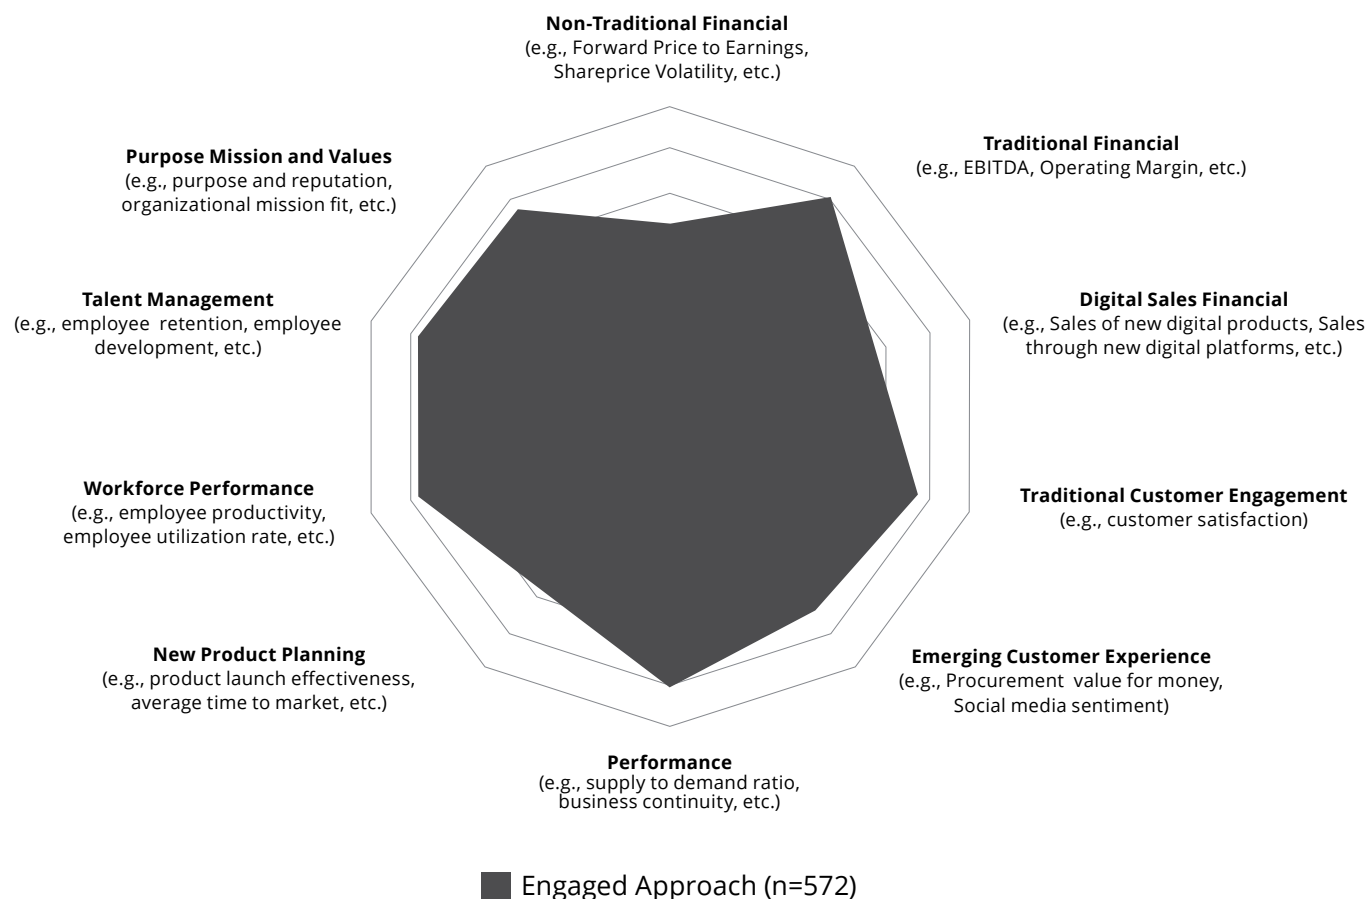 Non-Traditional Financial
(e.g., Forward Price to Earnings,
Shareprice Volatility, etc.)
Traditional Financial
(e.g., EBITDA, Operating Margin, etc.)
Digital Sales Financial
(e.g., Sales of new digital products, Sales
through new digital platforms, etc.)
Traditional Customer Engagement
(e.g., customer satisfaction)
Emerging Customer Experience
(e.g., Procurement value for money,
Social media sentiment)
Performance
(e.g., supply to demand ratio,
business continuity, etc.)
New Product Planning
(e.g., product launch effectiveness,
average time to market, etc.)
Workforce Performance
(e.g., employee productivity,
employee utilization rate, etc.)
Talent Management
(e.g., employee retention, employee
development, etc.)
Purpose Mission and Values
(e.g., purpose and reputation,
organizational mission fit, etc.)
Engaged Approach (n=572)